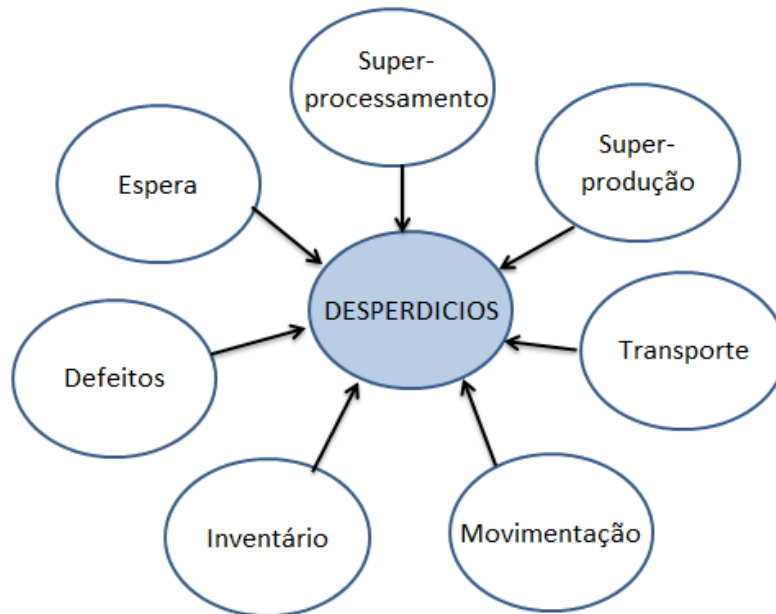 Super-
processamento
Super-
produção
Espera
DESPERDICIOS
Transporte
Defeitos
Movimentação
Inventário